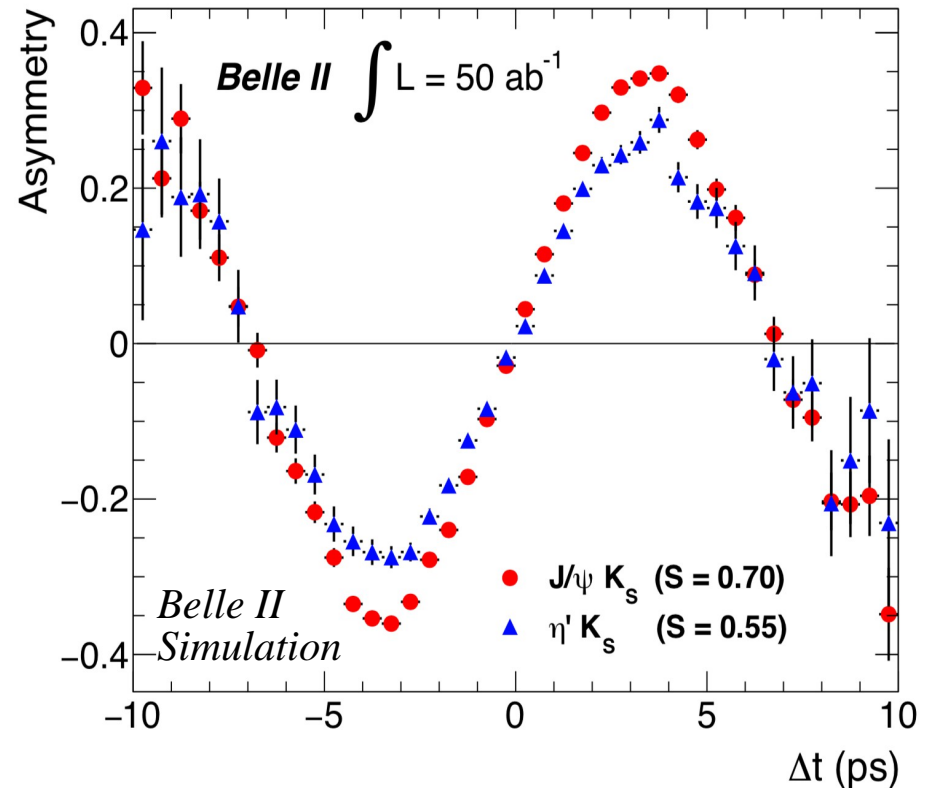 Asymmetry
0.4
0.2
0
−0.2
−0.4
Belle II ∫ L = 50 ab⁻¹
J/ψ K_S (S = 0.70)
η' K_S (S = 0.55)
Belle II
Simulation
−10 −5 0 5 10
Δt (ps)